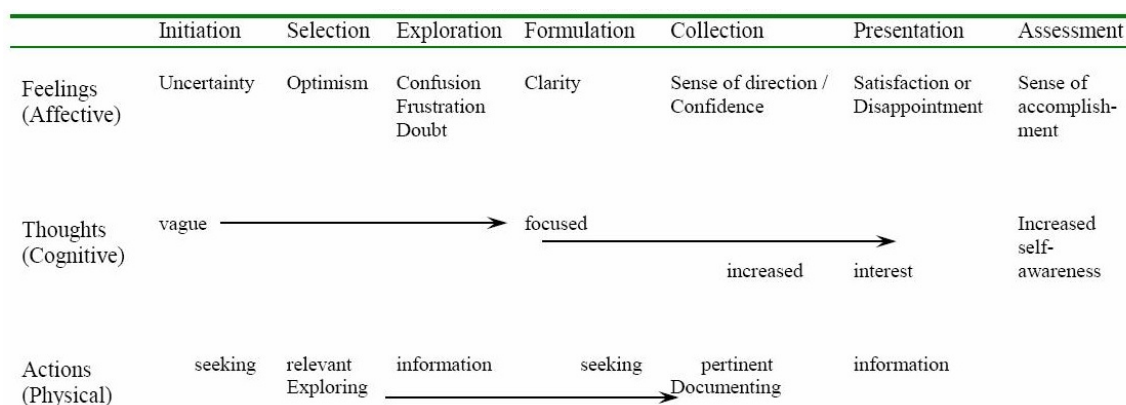 Initiation Selection Exploration Formulation Collection Presentation Assessment
Feelings Uncertainty Optimism Confusion Clarity Sense of direction / Satisfaction or Sense of
(Affective) Frustration Confidence Disappointment accomplish-
Doubt ment
Thoughts vague focused Increased
(Cognitive) self-
increased interest awareness
Actions seeking relevant information seeking pertinent information
(Physical) Exploring Documenting